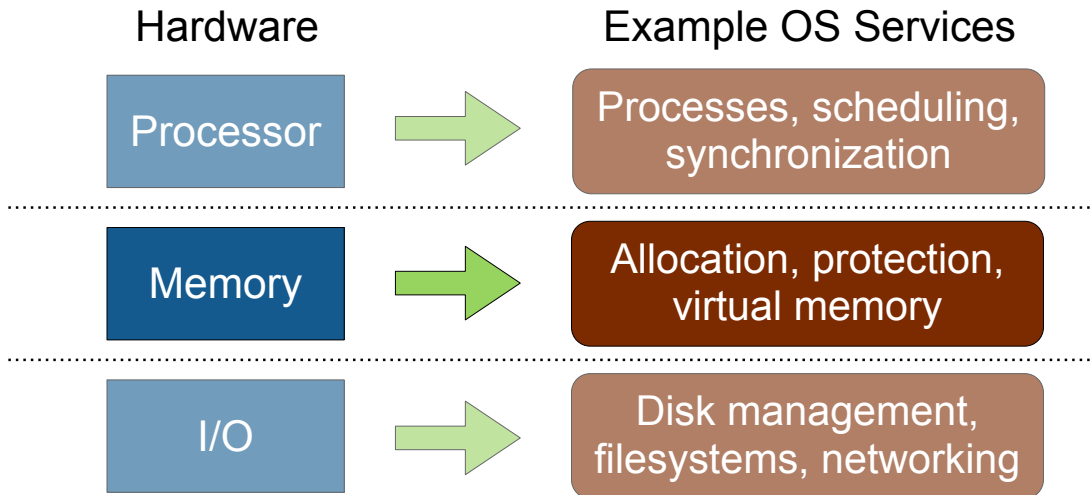 Hardware
Example OS Services
Processor
Processes, scheduling,
synchronization
Memory
Allocation, protection,
virtual memory
I/O
Disk management,
filesystems, networking